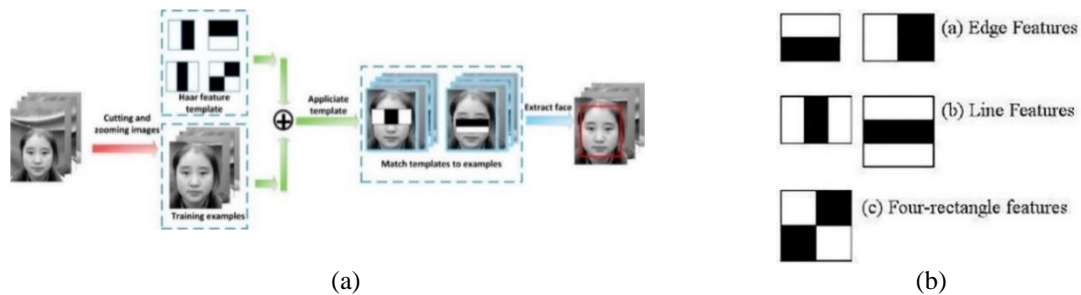 Haar feature
template
Cutting and
zooming images
Training examples
Appliciate
template
Match templates to examples
Extract face
(a)
(a) Edge Features
(b) Line Features
(c) Four-rectangle features
(b)